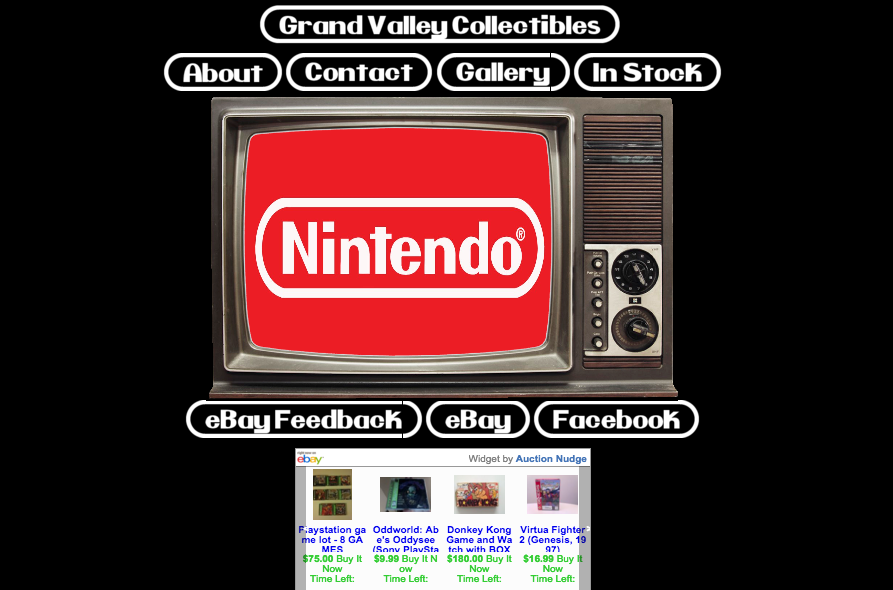 Grand Valley Collectibles
About Contact Gallery In Stock
Nintendo®
eBay Feedback eBay Facebook
ebay Widget by Auction Nudge
Playstation ga
me lot - 8 GA
MES
$75.00 Buy It
Now
Time Left:
Oddworld: Ab
e's Oddysee
(Sony PlaySta
$9.99 Buy It N
ow
Time Left:
Donkey Kong
Game and Wa
tch with BOX
$180.00 Buy It
Now
Time Left:
Virtua Fighter
2 (Genesis, 19
97)
$16.99 Buy It
Now
Time Left: